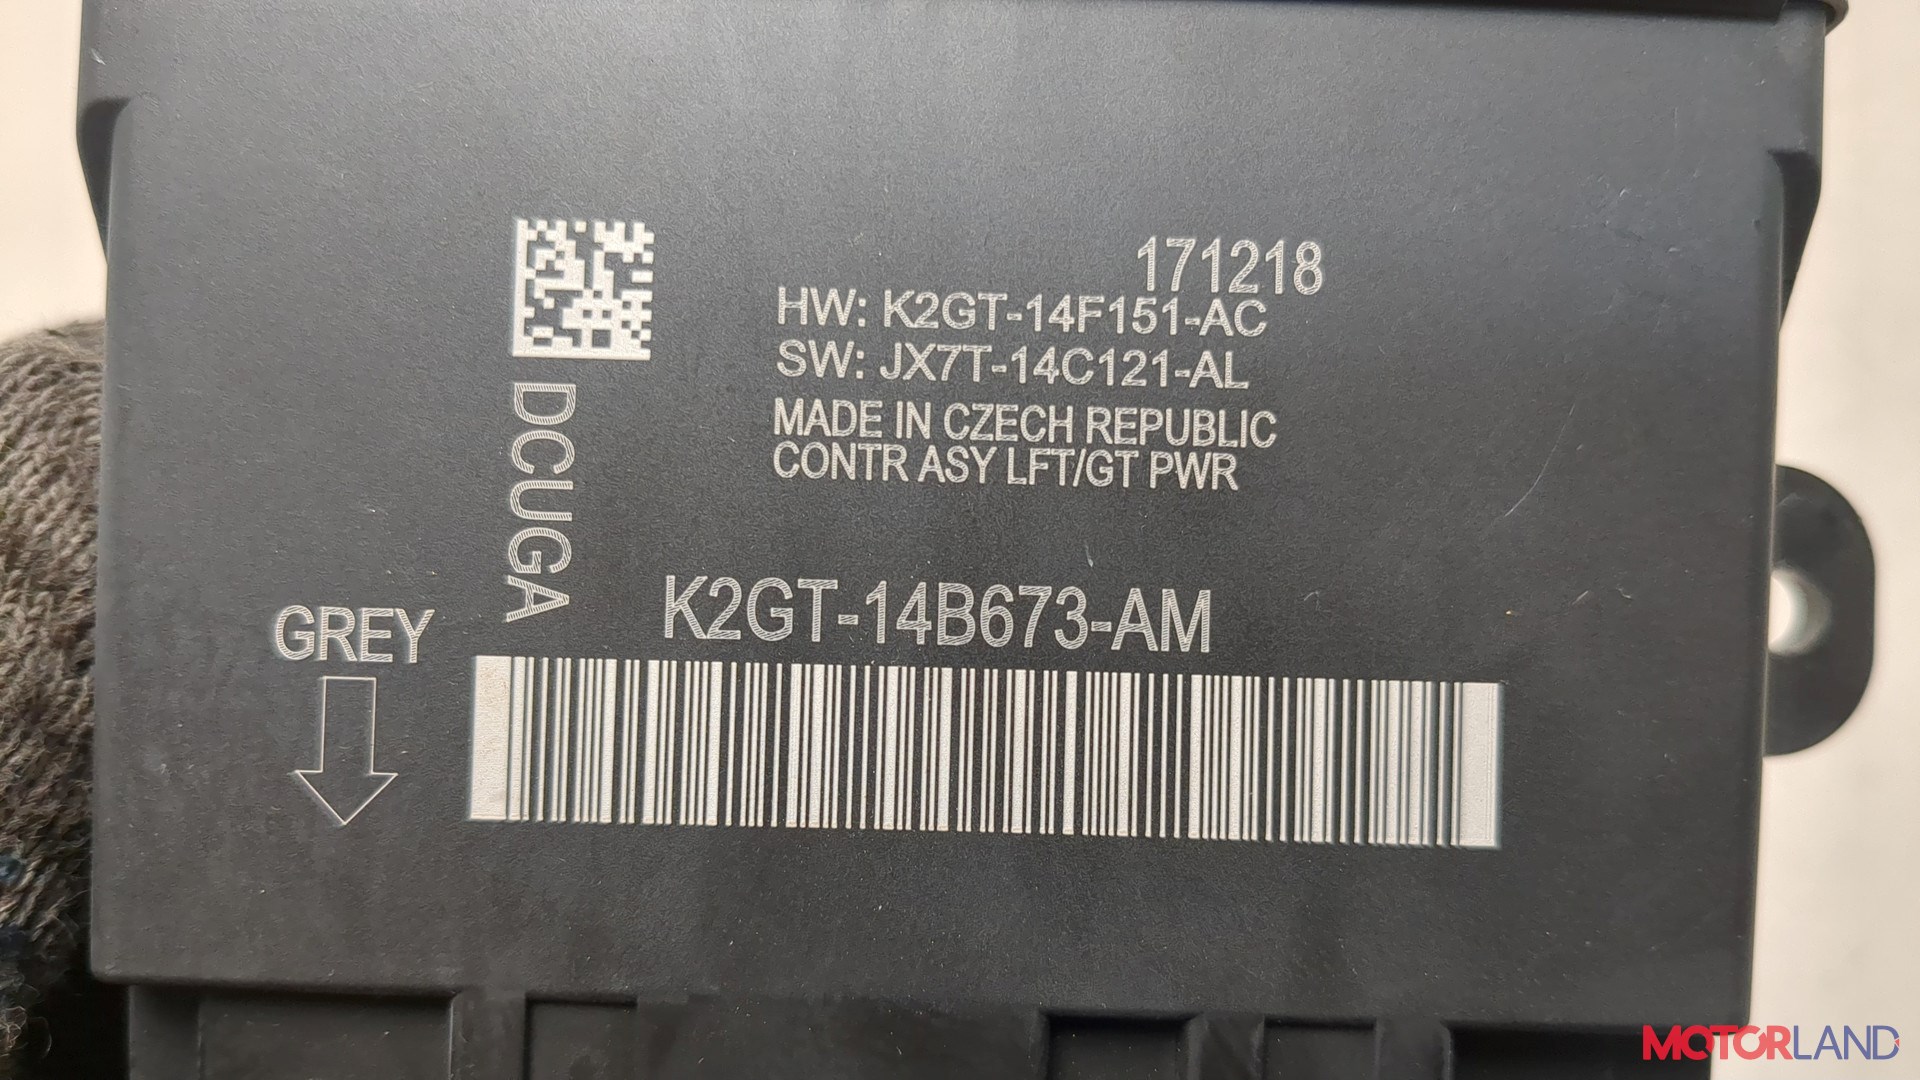 171218
HW: K2GT-14F151-AC
SW: JX7T-14C121-AL
MADE IN CZECH REPUBLIC
CONTR ASY LFT/GT PWR
DCUGA
K2GT-14B673-AM
GREY
MOTORLAND